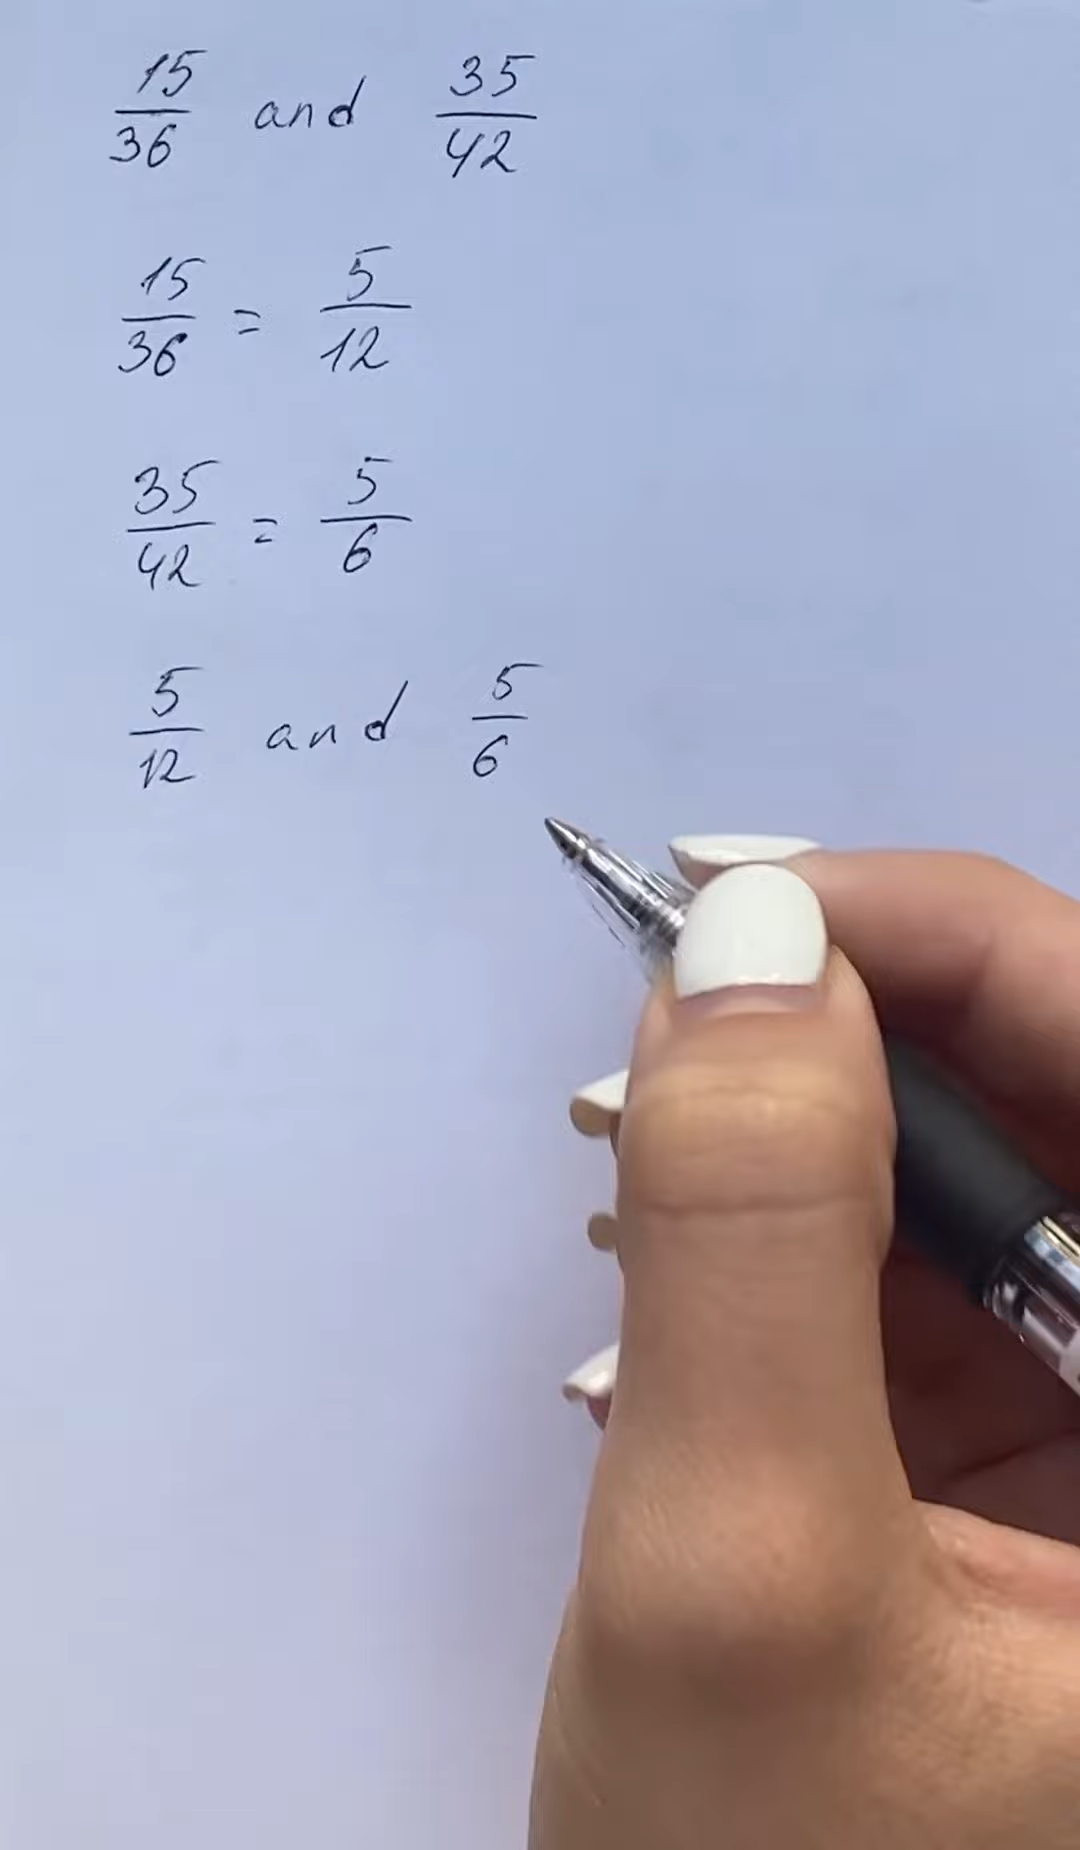 15/36 and 35/42
15/36 = 5/12
35/42 = 5/6
5/12 and 5/6